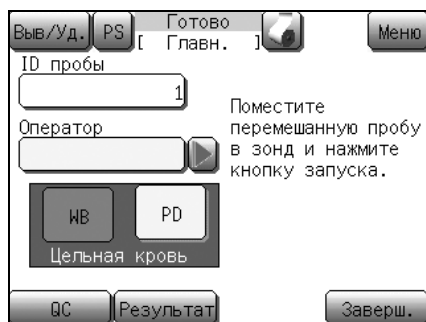 Выв/Уд. PS Готово Меню
[ Главн. ]
ID пробы
1
Поместите
Оператор перемешанную пробу
в зонд и нажмите
кнопку запуска.
WB PD
Цельная кровь
QC Результат Заверш.